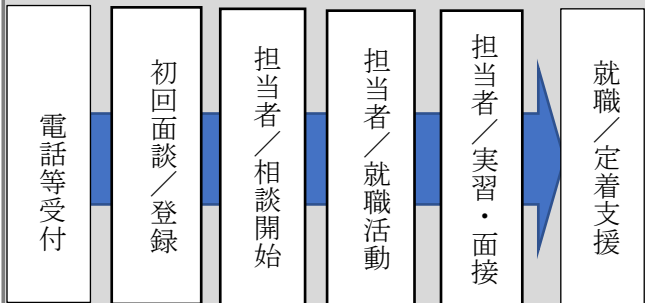 電話等受付
初回面談／登録
担当者／相談開始
担当者／就職活動
担当者／実習・面接
就職／定着支援